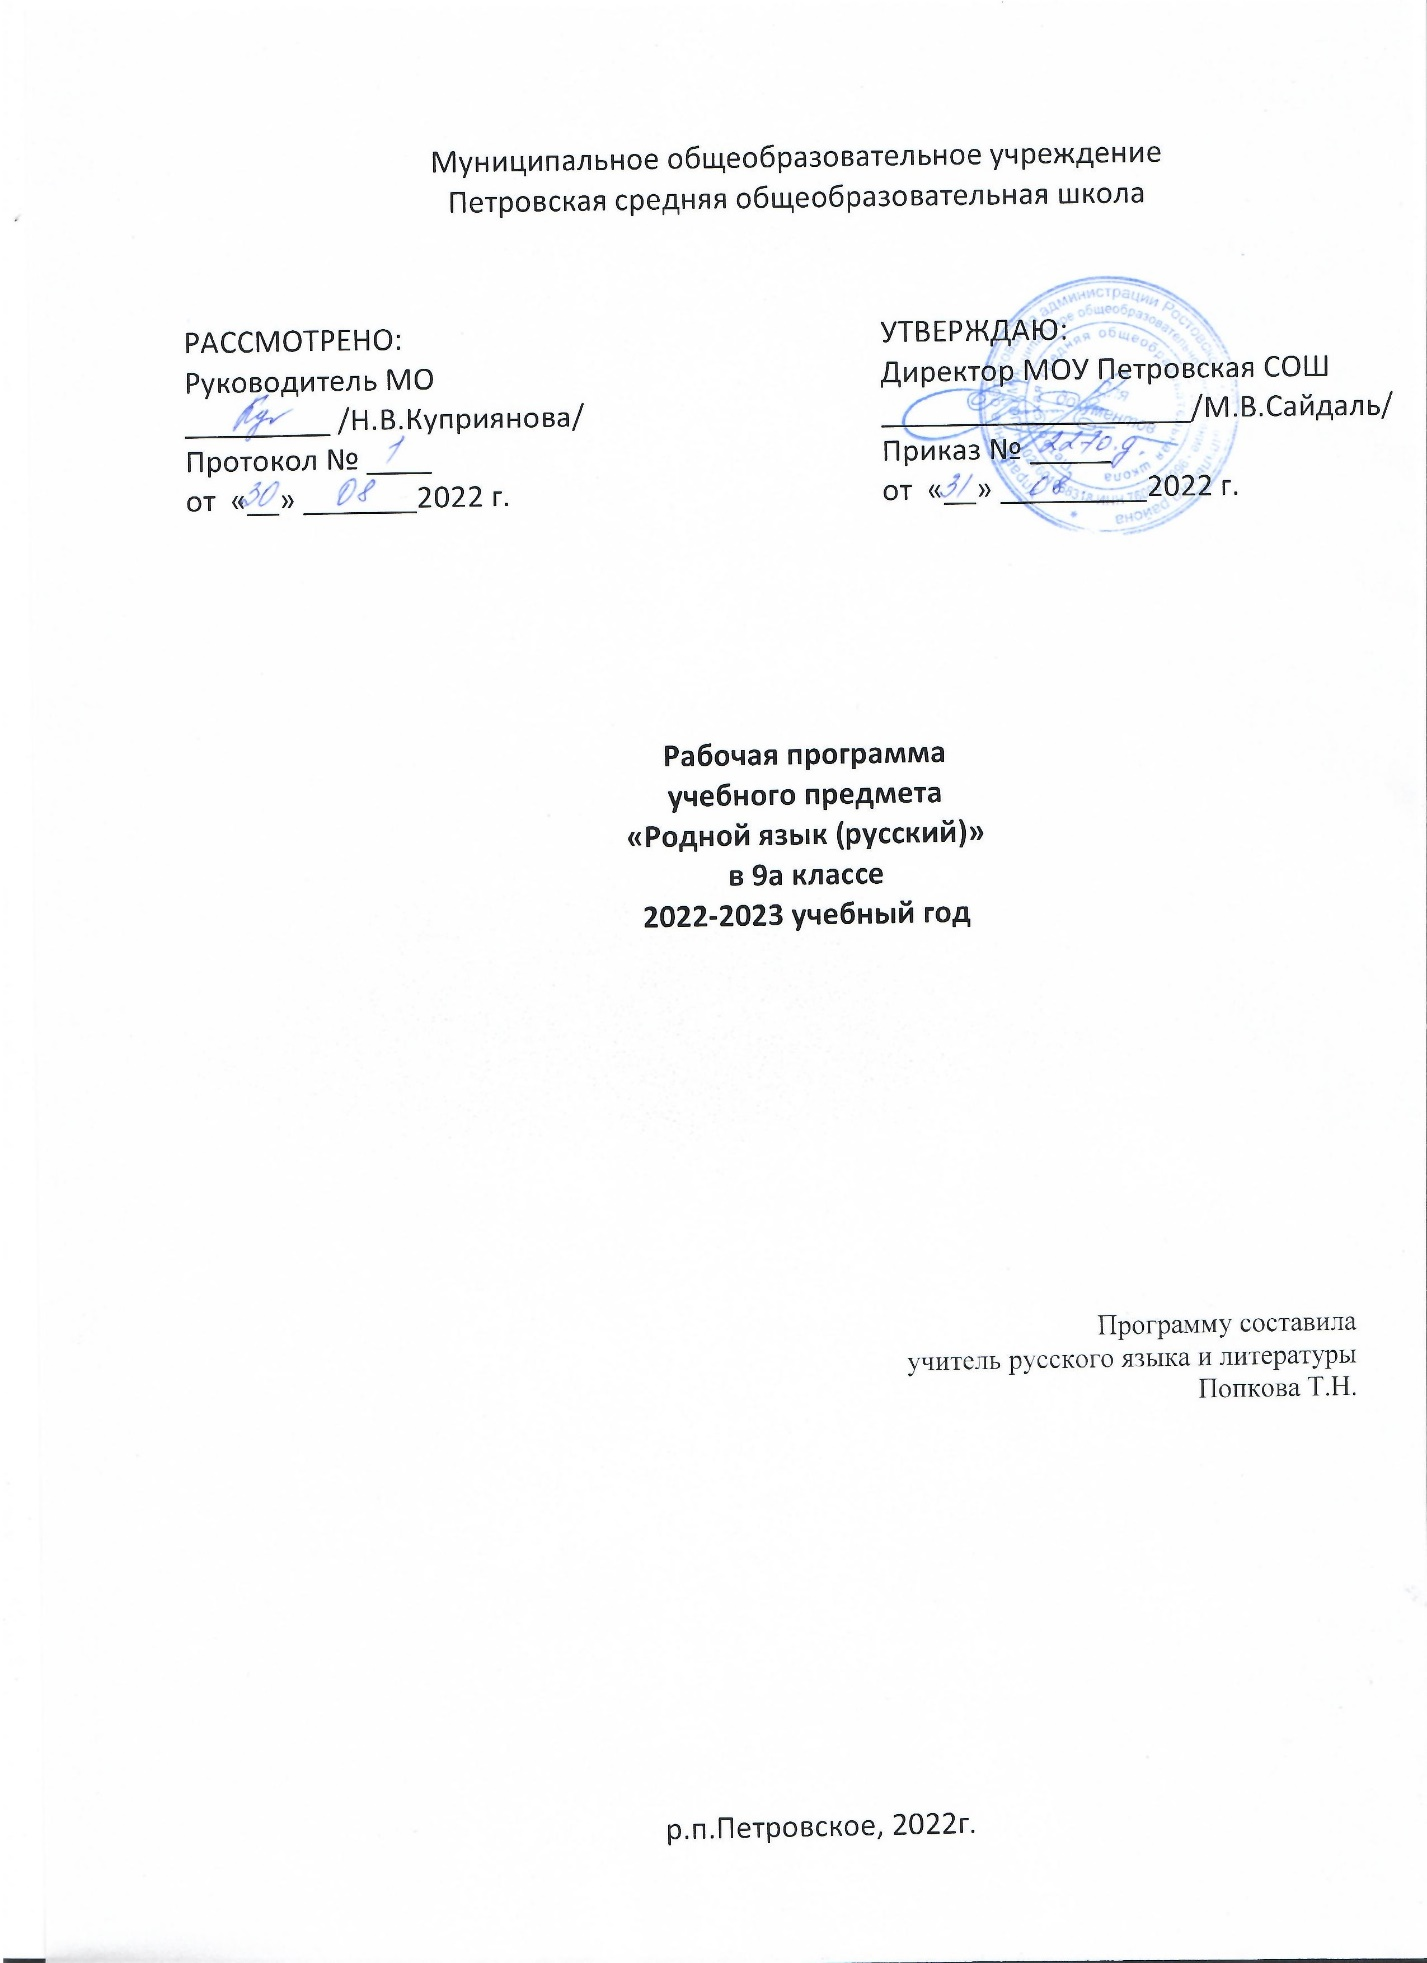 Муниципальное общеобразовательное учреждение
Петровская средняя общеобразовательная школа
РАССМОТРЕНО:
Руководитель МО
__________ /Н.В.Куприянова/
Протокол № 1
от «30» 08 2022 г.
УТВЕРЖДАЮ:
Директор МОУ Петровская СОШ
/М.В.Сайдаль/
Приказ №
от «31» 08 2022 г.
Рабочая программа
учебного предмета
«Родной язык (русский)»
в 9а классе
2022-2023 учебный год
Программу составила
учитель русского языка и литературы
Попкова Т.Н.
р.п.Петровское, 2022г.